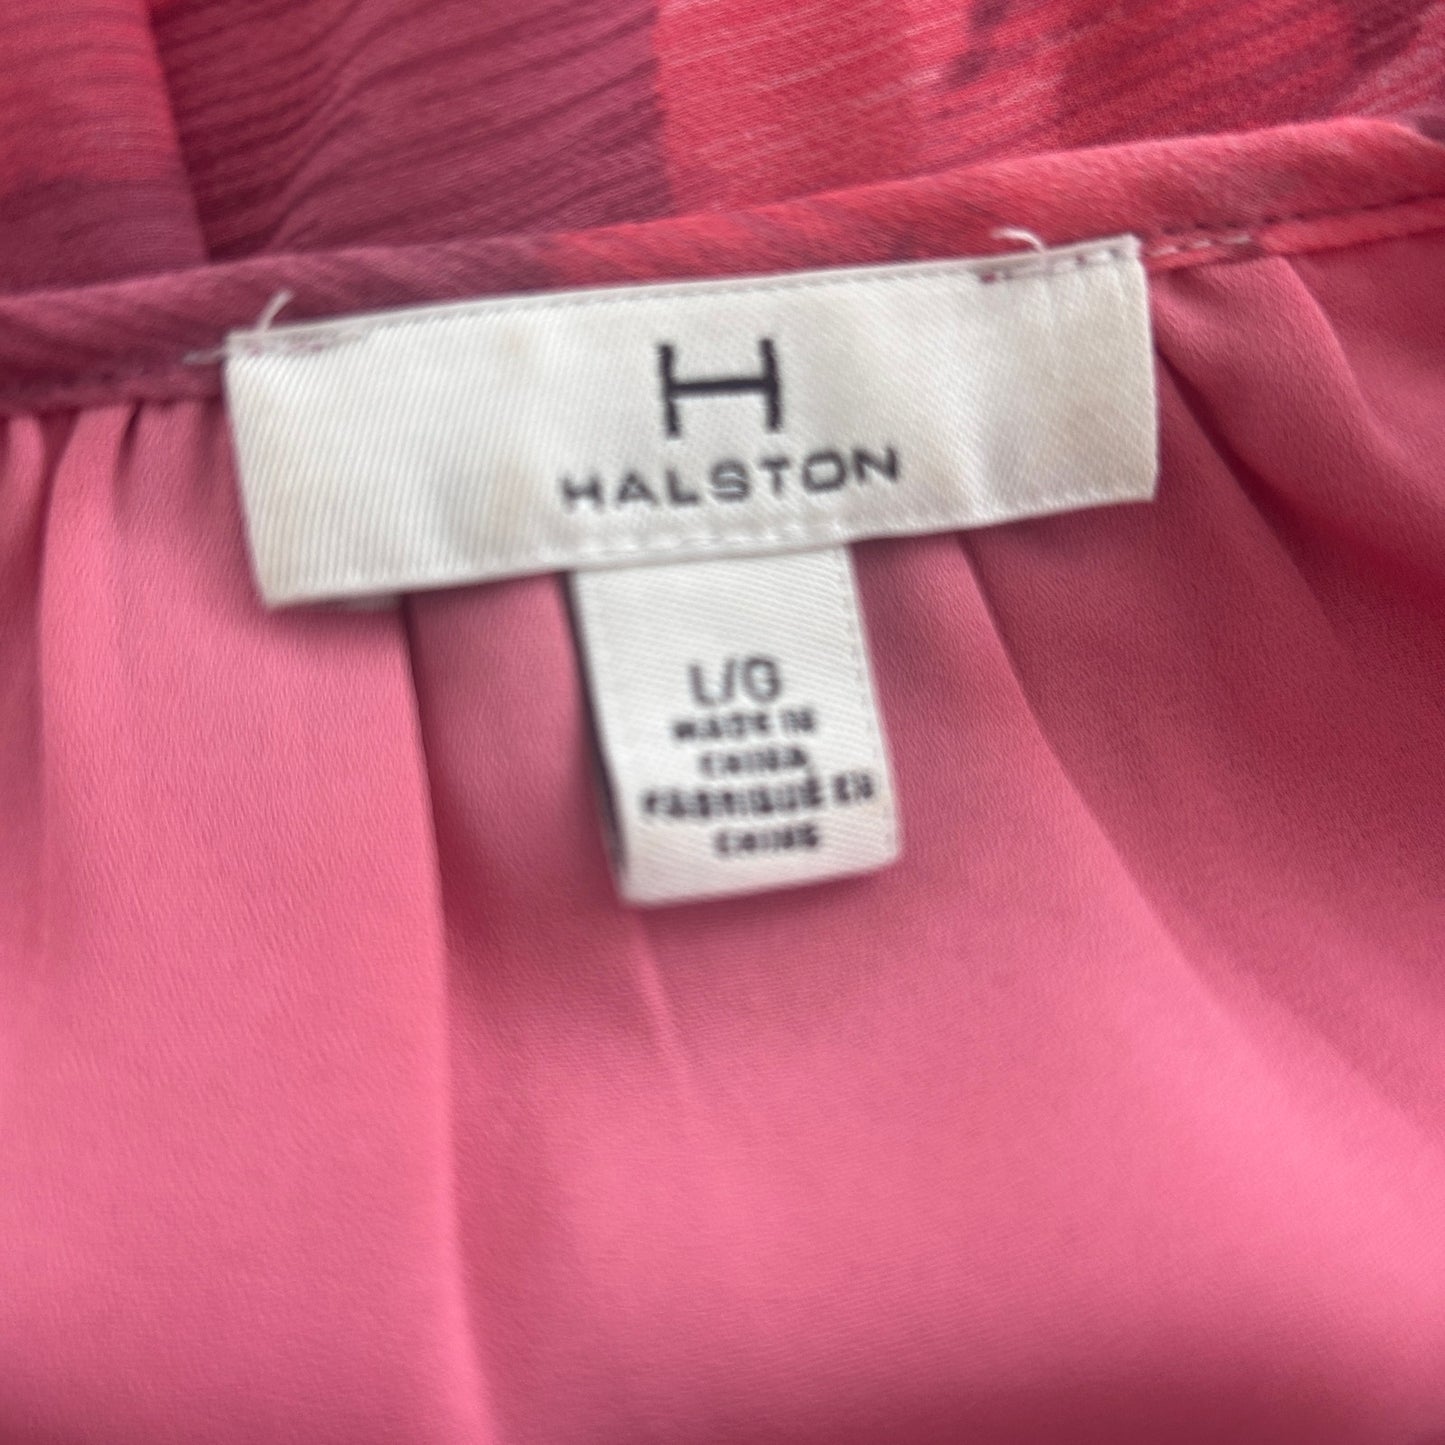 H
HALSTON
L/G
MADE IN
CHINA
FABRIQUÉ EN
CHINE